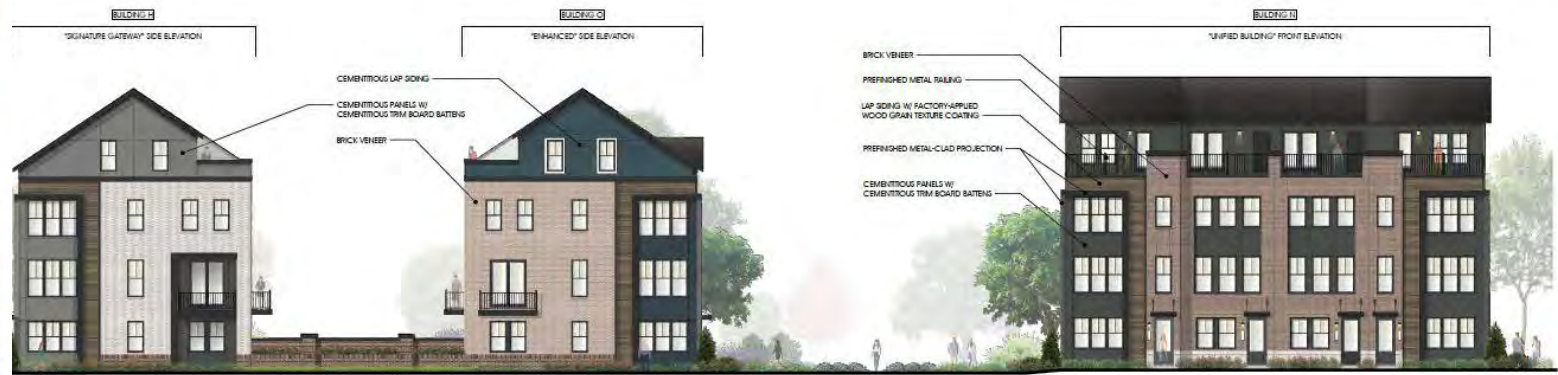 BUILDING H
"SIGNATURE GATEWAY" SIDE ELEVATION
BUILDING O
"ENHANCED" SIDE ELEVATION
BUILDING N
"UNIFIED BUILDING" FRONT ELEVATION
CEMENTITIOUS LAP SIDING
CEMENTITIOUS PANELS W/
CEMENTITIOUS TRIM BOARD BATTENS
BRICK VENEER
BRICK VENEER
PREFINISHED METAL RAILING
LAP SIDING W/ FACTORY-APPLIED
WOOD GRAIN TEXTURE COATING
PREFINISHED METAL-CLAD PROJECTION
CEMENTITIOUS PANELS W/
CEMENTITIOUS TRIM BOARD BATTENS